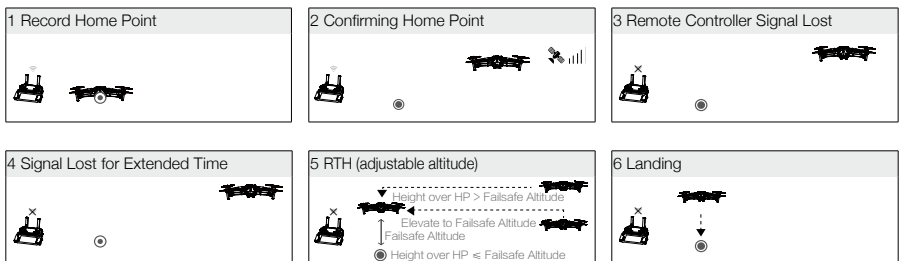 1 Record Home Point
2 Confirming Home Point
3 Remote Controller Signal Lost
4 Signal Lost for Extended Time
5 RTH (adjustable altitude)
Height over HP > Failsafe Altitude
Elevate to Failsafe Altitude
Failsafe Altitude
Height over HP ≤ Failsafe Altitude
6 Landing